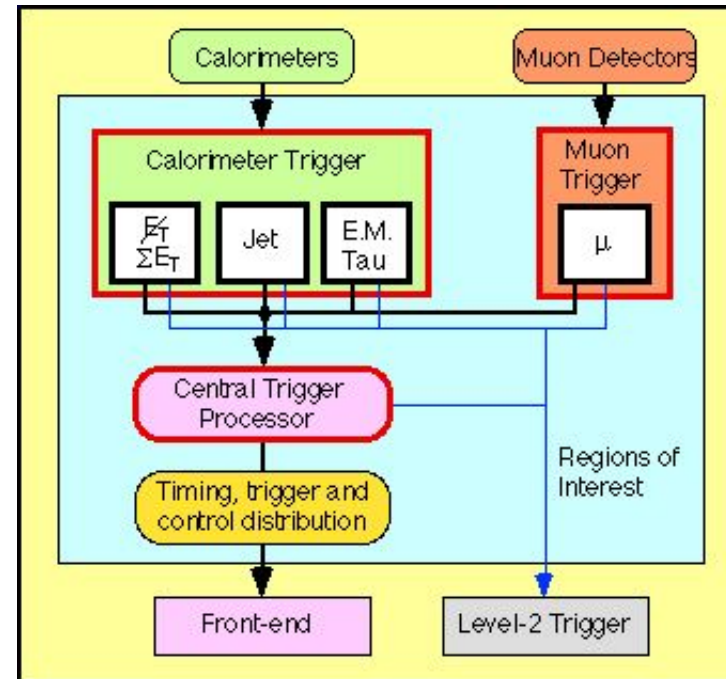 Calorimeters
Muon Detectors
Calorimeter Trigger
Muon
Trigger
E̸T
ΣET
Jet
E.M.
Tau
μ
Central Trigger
Processor
Regions of
Interest
Timing, trigger and
control distribution
Front-end
Level-2 Trigger